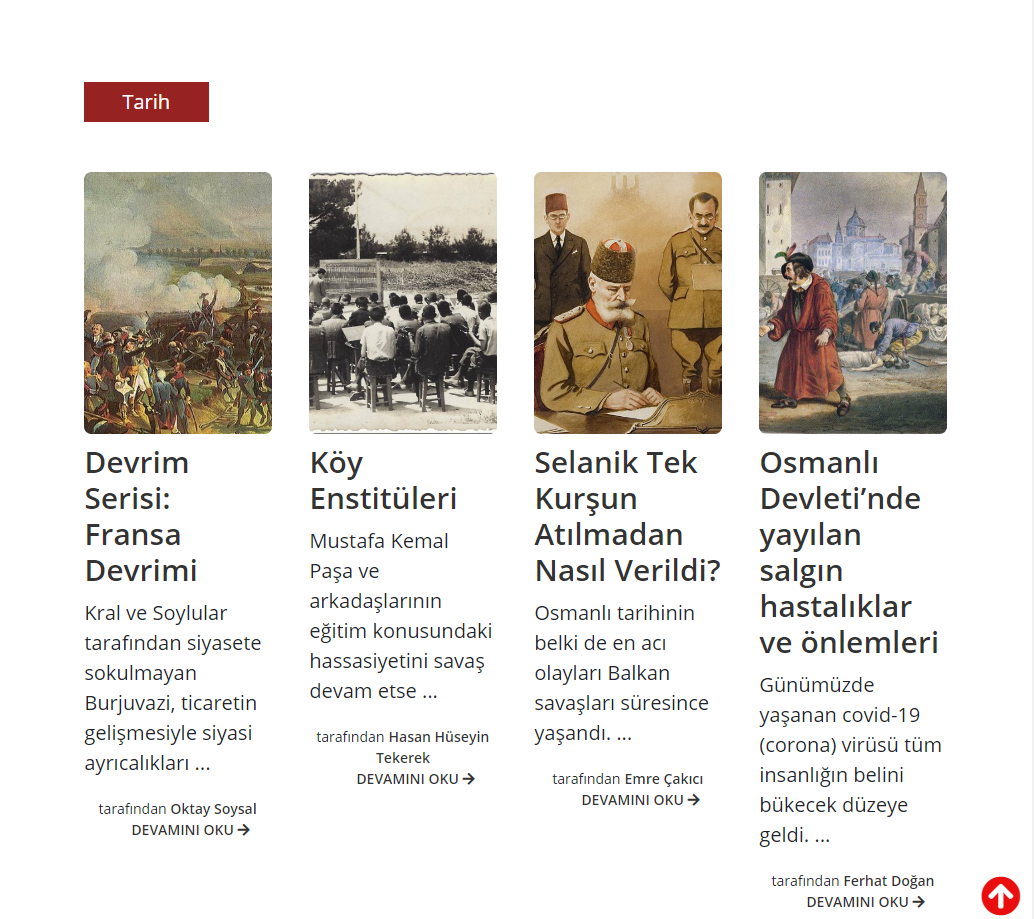 Tarih
Devrim
Serisi:
Fransa
Devrimi
Kral ve Soylular
tarafından siyasete
sokulmayan
Burjuvazi, ticaretin
gelişmesiyle siyasi
ayrıcalıkları ...
tarafından Oktay Soysal
DEVAMINI OKU →
Köy
Enstitüleri
Mustafa Kemal
Paşa ve
arkadaşlarının
eğitim konusundaki
hassasiyetini savaş
devam etse ...
tarafından Hasan Hüseyin
Tekerek
DEVAMINI OKU →
Selanik Tek
Kurşun
Atılmadan
Nasıl Verildi?
Osmanlı tarihinin
belki de en acı
olayları Balkan
savaşları süresince
yaşandı. ...
tarafından Emre Çakıcı
DEVAMINI OKU →
Osmanlı
Devleti’nde
yayılan
salgın
hastalıklar
ve önlemleri
Günümüzde
yaşanan covid-19
(corona) virüsü tüm
insanlığın belini
bükecek düzeye
geldi. ...
tarafından Ferhat Doğan
DEVAMINI OKU →